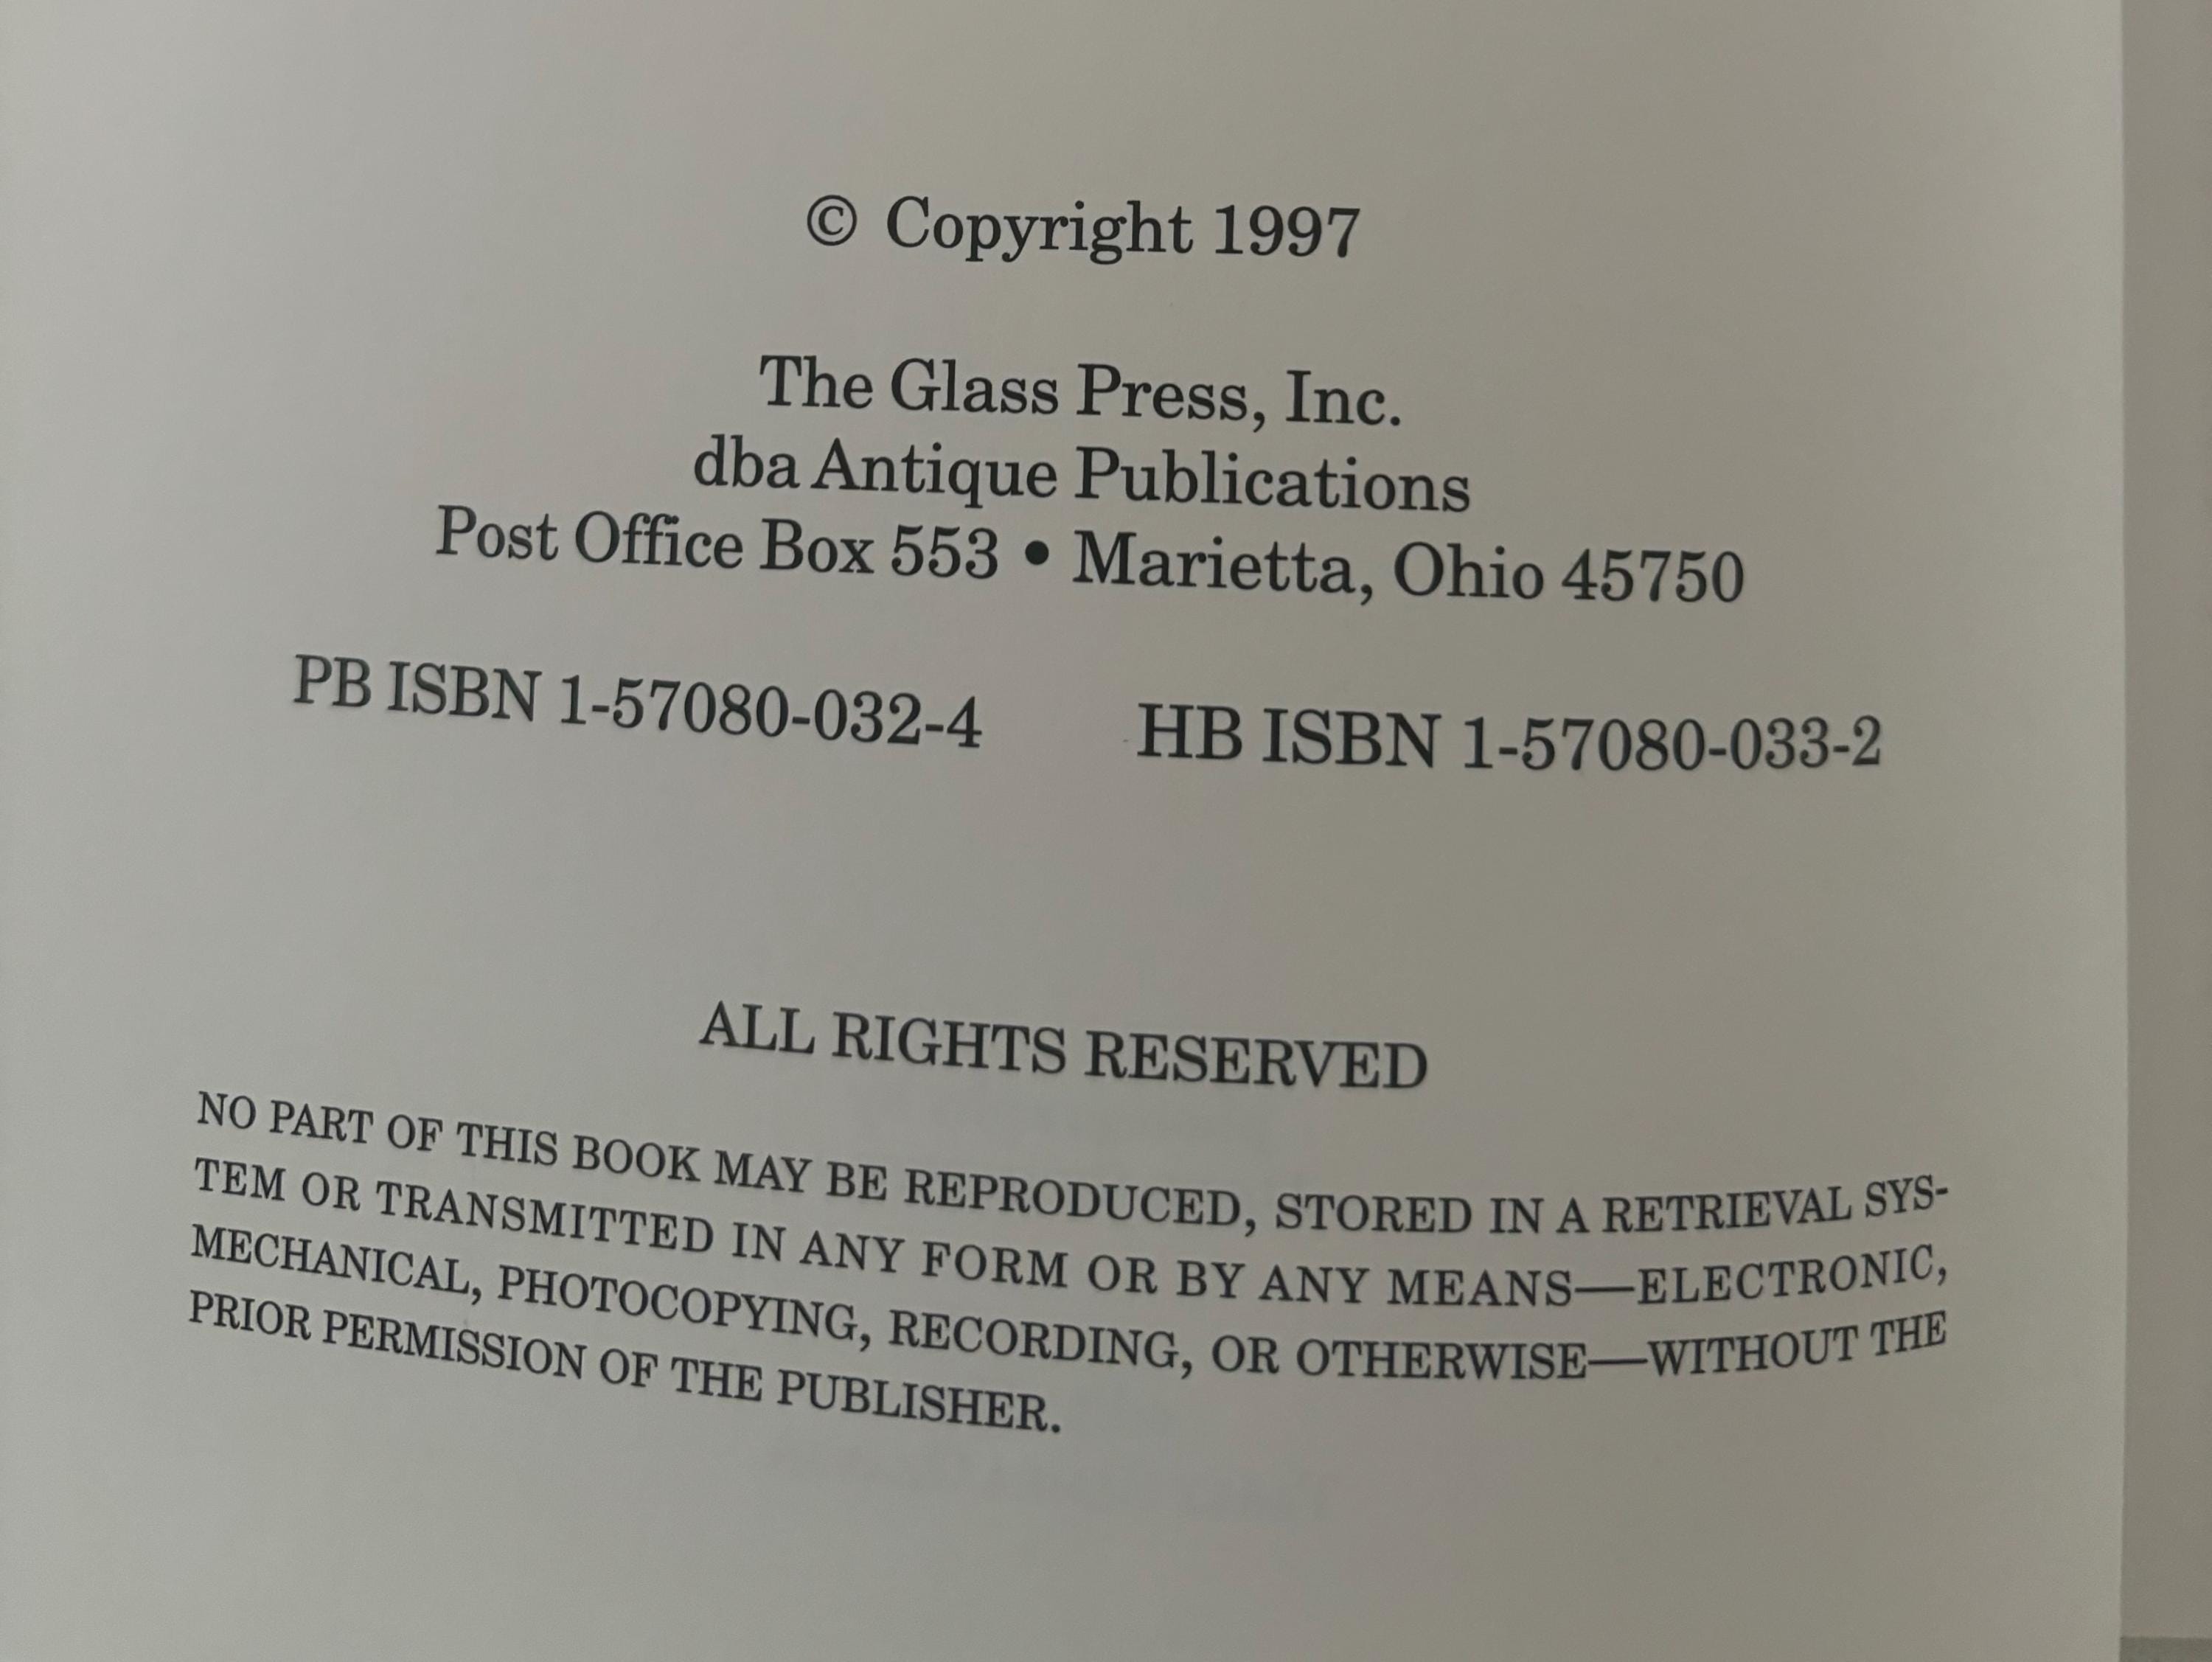 © Copyright 1997
The Glass Press, Inc.
dba Antique Publications
Post Office Box 553 • Marietta, Ohio 45750
PB ISBN 1-57080-032-4 HB ISBN 1-57080-033-2
ALL RIGHTS RESERVED
NO PART OF THIS BOOK MAY BE REPRODUCED, STORED IN A RETRIEVAL SYS-
TEM OR TRANSMITTED IN ANY FORM OR BY ANY MEANS—ELECTRONIC,
MECHANICAL, PHOTOCOPYING, RECORDING, OR OTHERWISE—WITHOUT THE
PRIOR PERMISSION OF THE PUBLISHER.